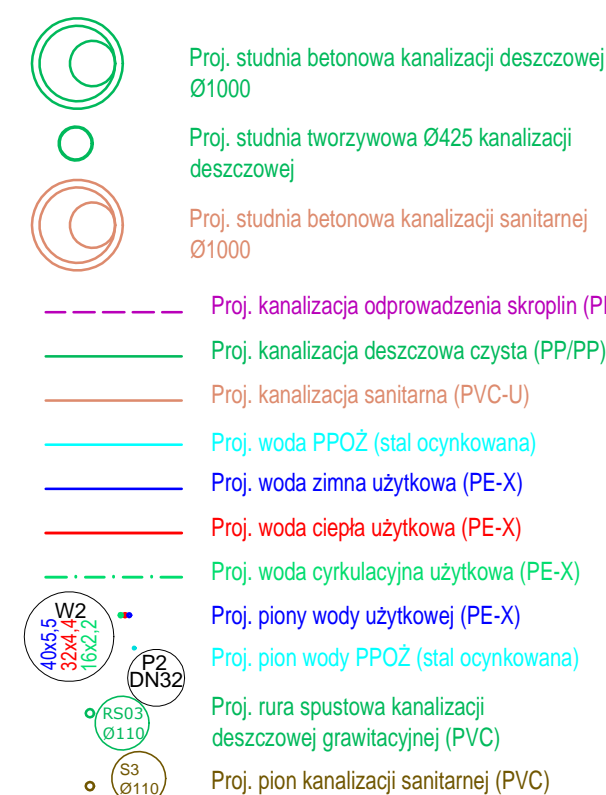 Proj. studnia betonowa kanalizacji deszczowej
Ø1000
Proj. studnia tworzywowa Ø425 kanalizacji
deszczowej
Proj. studnia betonowa kanalizacji sanitarnej
Ø1000
Proj. kanalizacja odprowadzenia skroplin
Proj. kanalizacja deszczowa czysta (PP/PP)
Proj. kanalizacja sanitarna (PVC-U)
Proj. woda PPOŻ (stal ocynkowana)
Proj. woda zimna użytkowa (PE-X)
Proj. woda ciepła użytkowa (PE-X)
Proj. woda cyrkulacyjna użytkowa (PE-X)
W2
40x5,5
32x4,4
16x2,2
Proj. piony wody użytkowej (PE-X)
P2
DN32
Proj. pion wody PPOŻ (stal ocynkowana)
RS03
Ø110
Proj. rura spustowa kanalizacji
deszczowej grawitacyjnej (PVC)
S3
Ø110
Proj. pion kanalizacji sanitarnej (PVC)